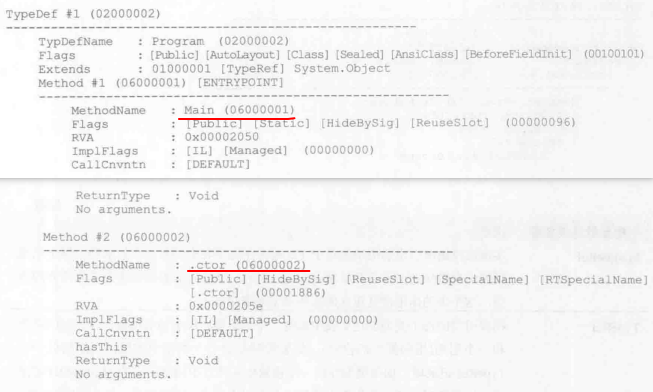 TypeDef #1 (02000002)
-------------------------------------------------------
TypDefName : Program (02000002)
Flags : [Public] [AutoLayout] [Class] [Sealed] [AnsiClass] [BeforeFieldInit] (00100101)
Extends : 01000001 [TypeRef] System.Object
Method #1 (06000001) [ENTRYPOINT]
-------------------------------------------------------
MethodName : Main (06000001)
Flags : [Public] [Static] [HideBySig] [ReuseSlot] (00000096)
RVA : 0x00002050
ImplFlags : [IL] [Managed] (00000000)
CallCnvntn : [DEFAULT]
ReturnType : Void
No arguments.
Method #2 (06000002)
-------------------------------------------------------
MethodName : .ctor (06000002)
Flags : [Public] [HideBySig] [ReuseSlot] [SpecialName] [RTSpecialName]
[.ctor] (00001886)
RVA : 0x0000205e
ImplFlags : [IL] [Managed] (00000000)
CallCnvntn : [DEFAULT]
hasThis
ReturnType : Void
No arguments.